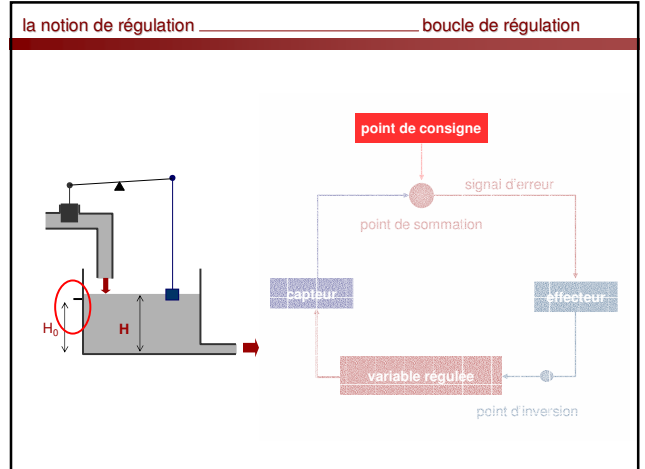 la notion de régulation ____________________ boucle de régulation
point de consigne
signal d'erreur
point de sommation
capteur
effecteur
H₀
H
variable régulée
point d'inversion